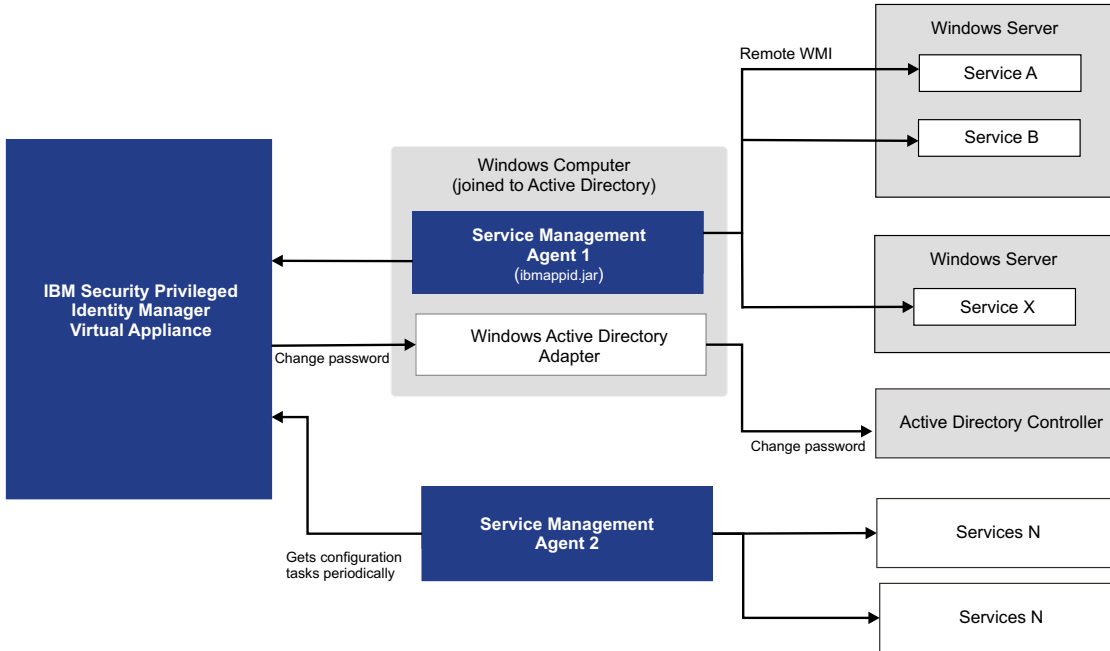 Windows Server
Remote WMI
Service A
Service B
Windows Computer
(joined to Active Directory)
Service Management
Agent 1
(ibmappid.jar)
Windows Server
Service X
IBM Security Privileged
Identity Manager
Virtual Appliance
Change password
Windows Active Directory
Adapter
Active Directory Controller
Change password
Service Management
Agent 2
Gets configuration
tasks periodically
Services N
Services N